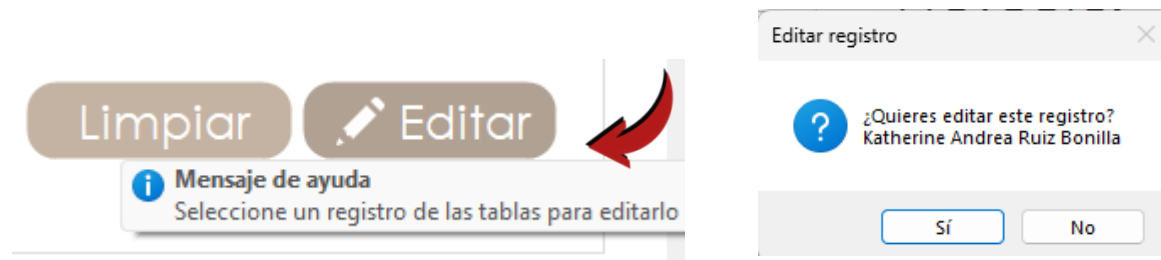 Limpiar
Editar
Mensaje de ayuda
Seleccione un registro de las tablas para editarlo
Editar registro
¿Quieres editar este registro?
Katherine Andrea Ruiz Bonilla
Sí
No